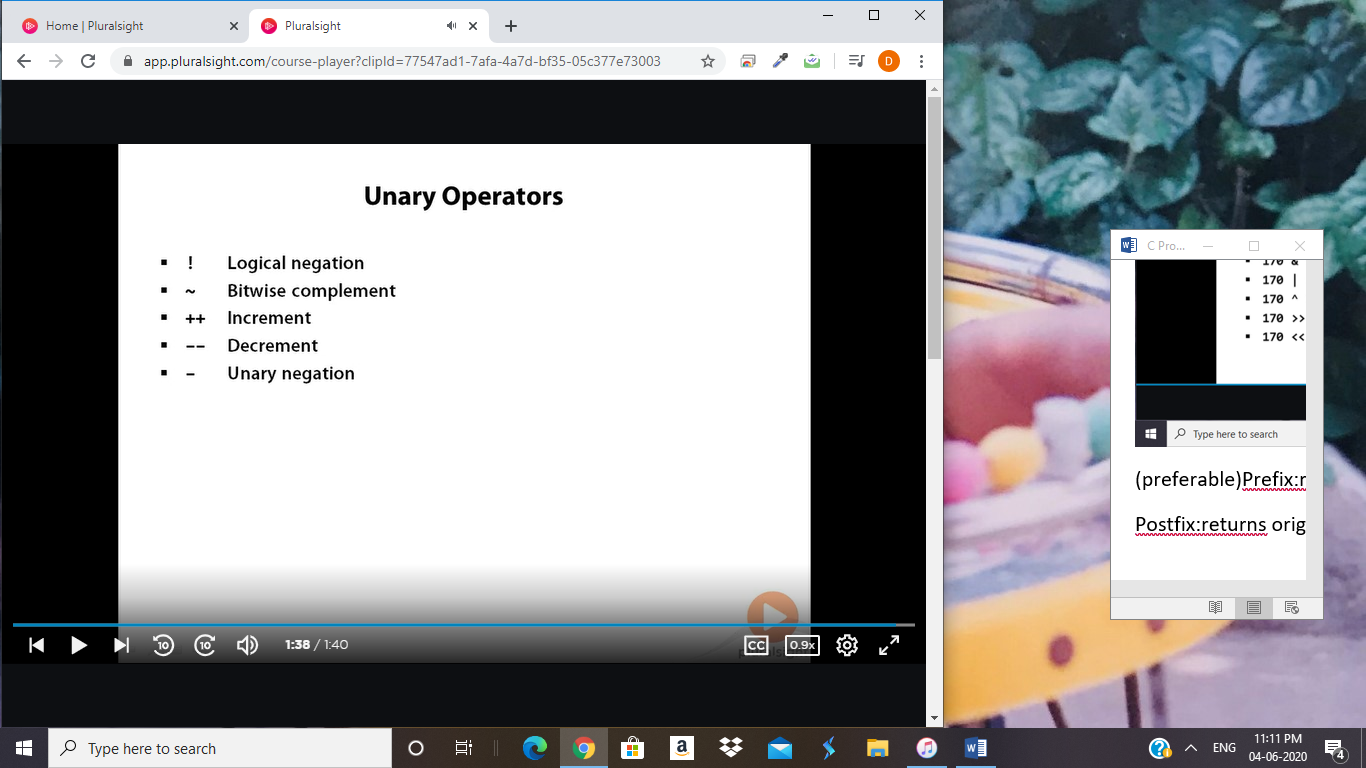 Home | Pluralsight
Pluralsight
app.pluralsight.com/course-player?clipId=77547ad1-7afa-4a7d-bf35-05c377e73003
D
Unary Operators
▪ ! Logical negation
▪ ~ Bitwise complement
▪ ++ Increment
▪ -- Decrement
▪ - Unary negation
10
10
1:38 / 1:40
CC
0.9x
C Pro...
▪ 170 &
▪ 170 |
▪ 170 ^
▪ 170 >>
▪ 170 <<
Type here to search
(preferable)Prefix:r
Postfix:returns orig
Type here to search
ENG
11:11 PM
04-06-2020
4